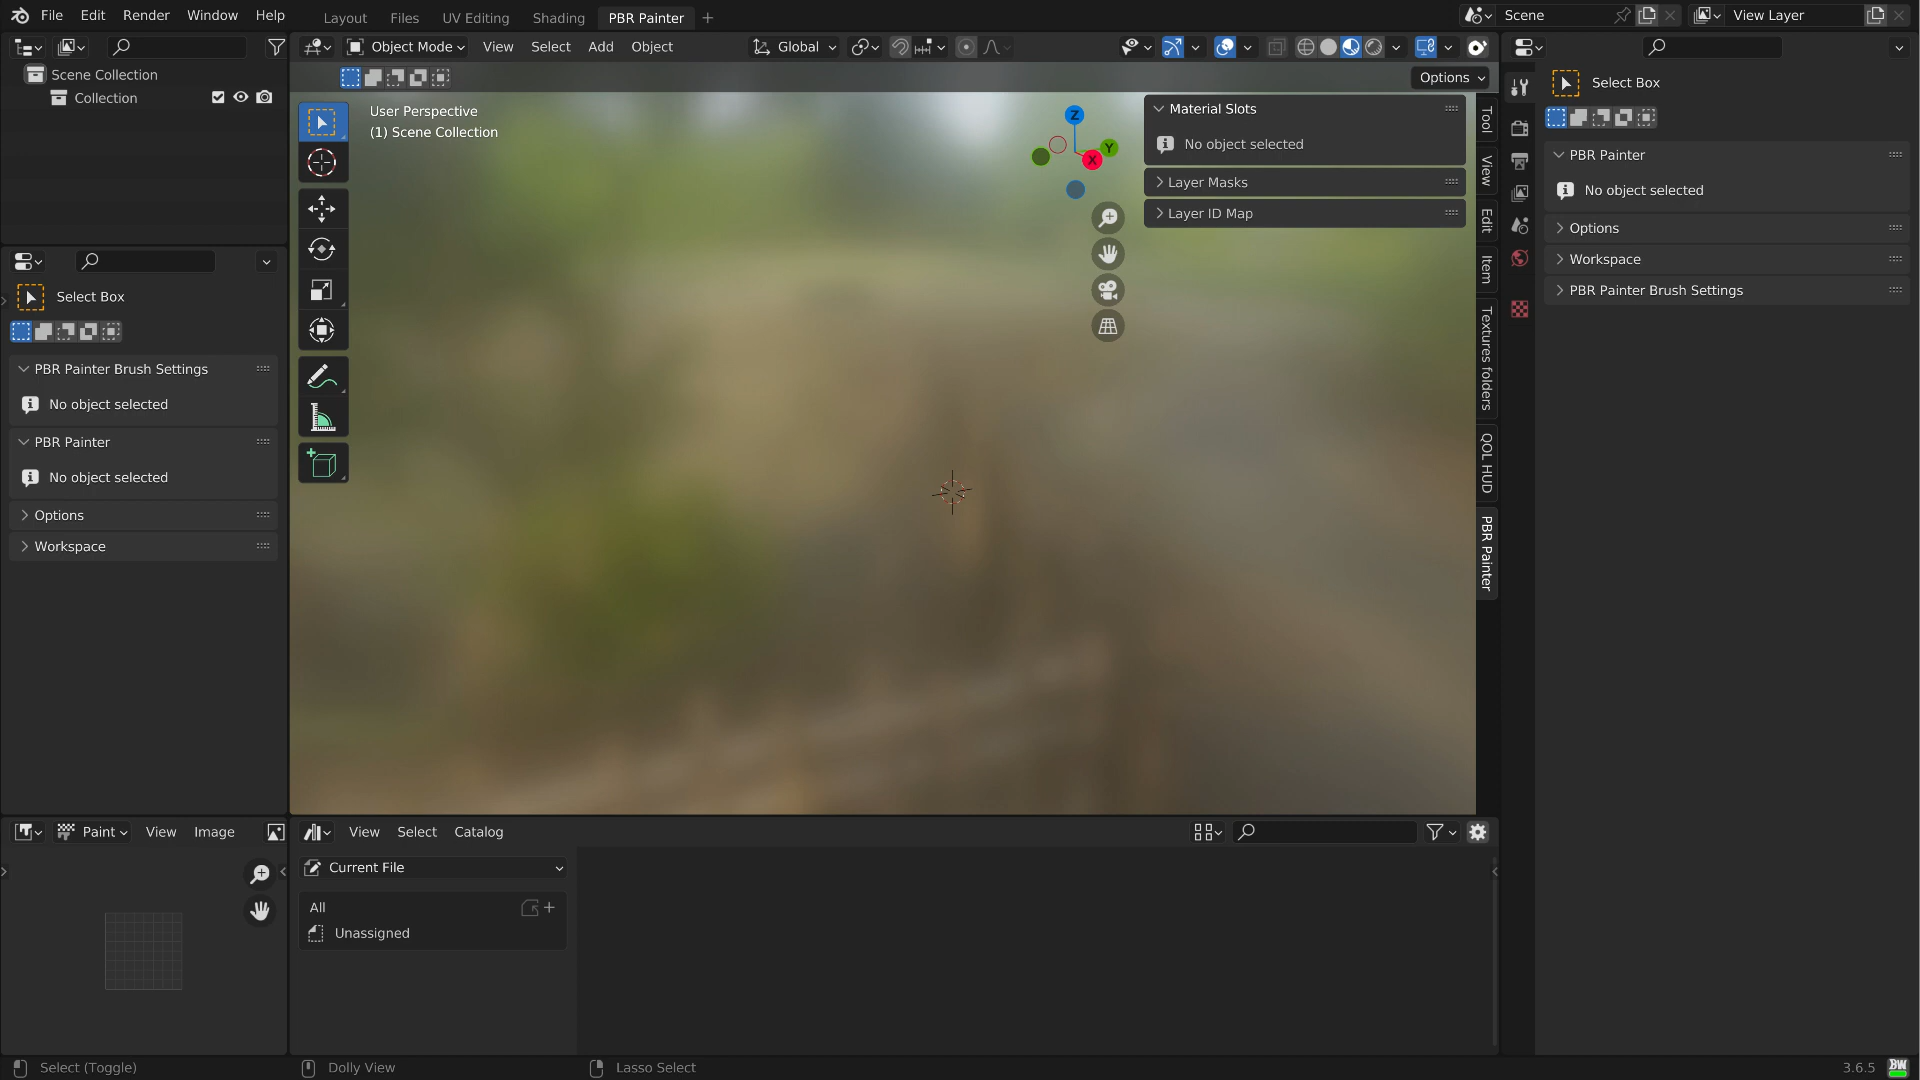 File Edit Render Window Help Layout Files UV Editing Shading PBR Painter Scene View Layer
Object Mode View Select Add Object Global
Options
Scene Collection
Collection
User Perspective
(1) Scene Collection
Z
Y
X
Material Slots
No object selected
Layer Masks
Layer ID Map
Tool
View
Edit
Item
Textures folders
QOL HUD
PBR Painter
Select Box
PBR Painter
No object selected
Options
Workspace
PBR Painter Brush Settings
Select Box
PBR Painter Brush Settings
No object selected
PBR Painter
No object selected
Options
Workspace
Paint View Image
View Select Catalog
Current File
All
Unassigned
Select (Toggle) Dolly View Lasso Select 3.6.5 BW